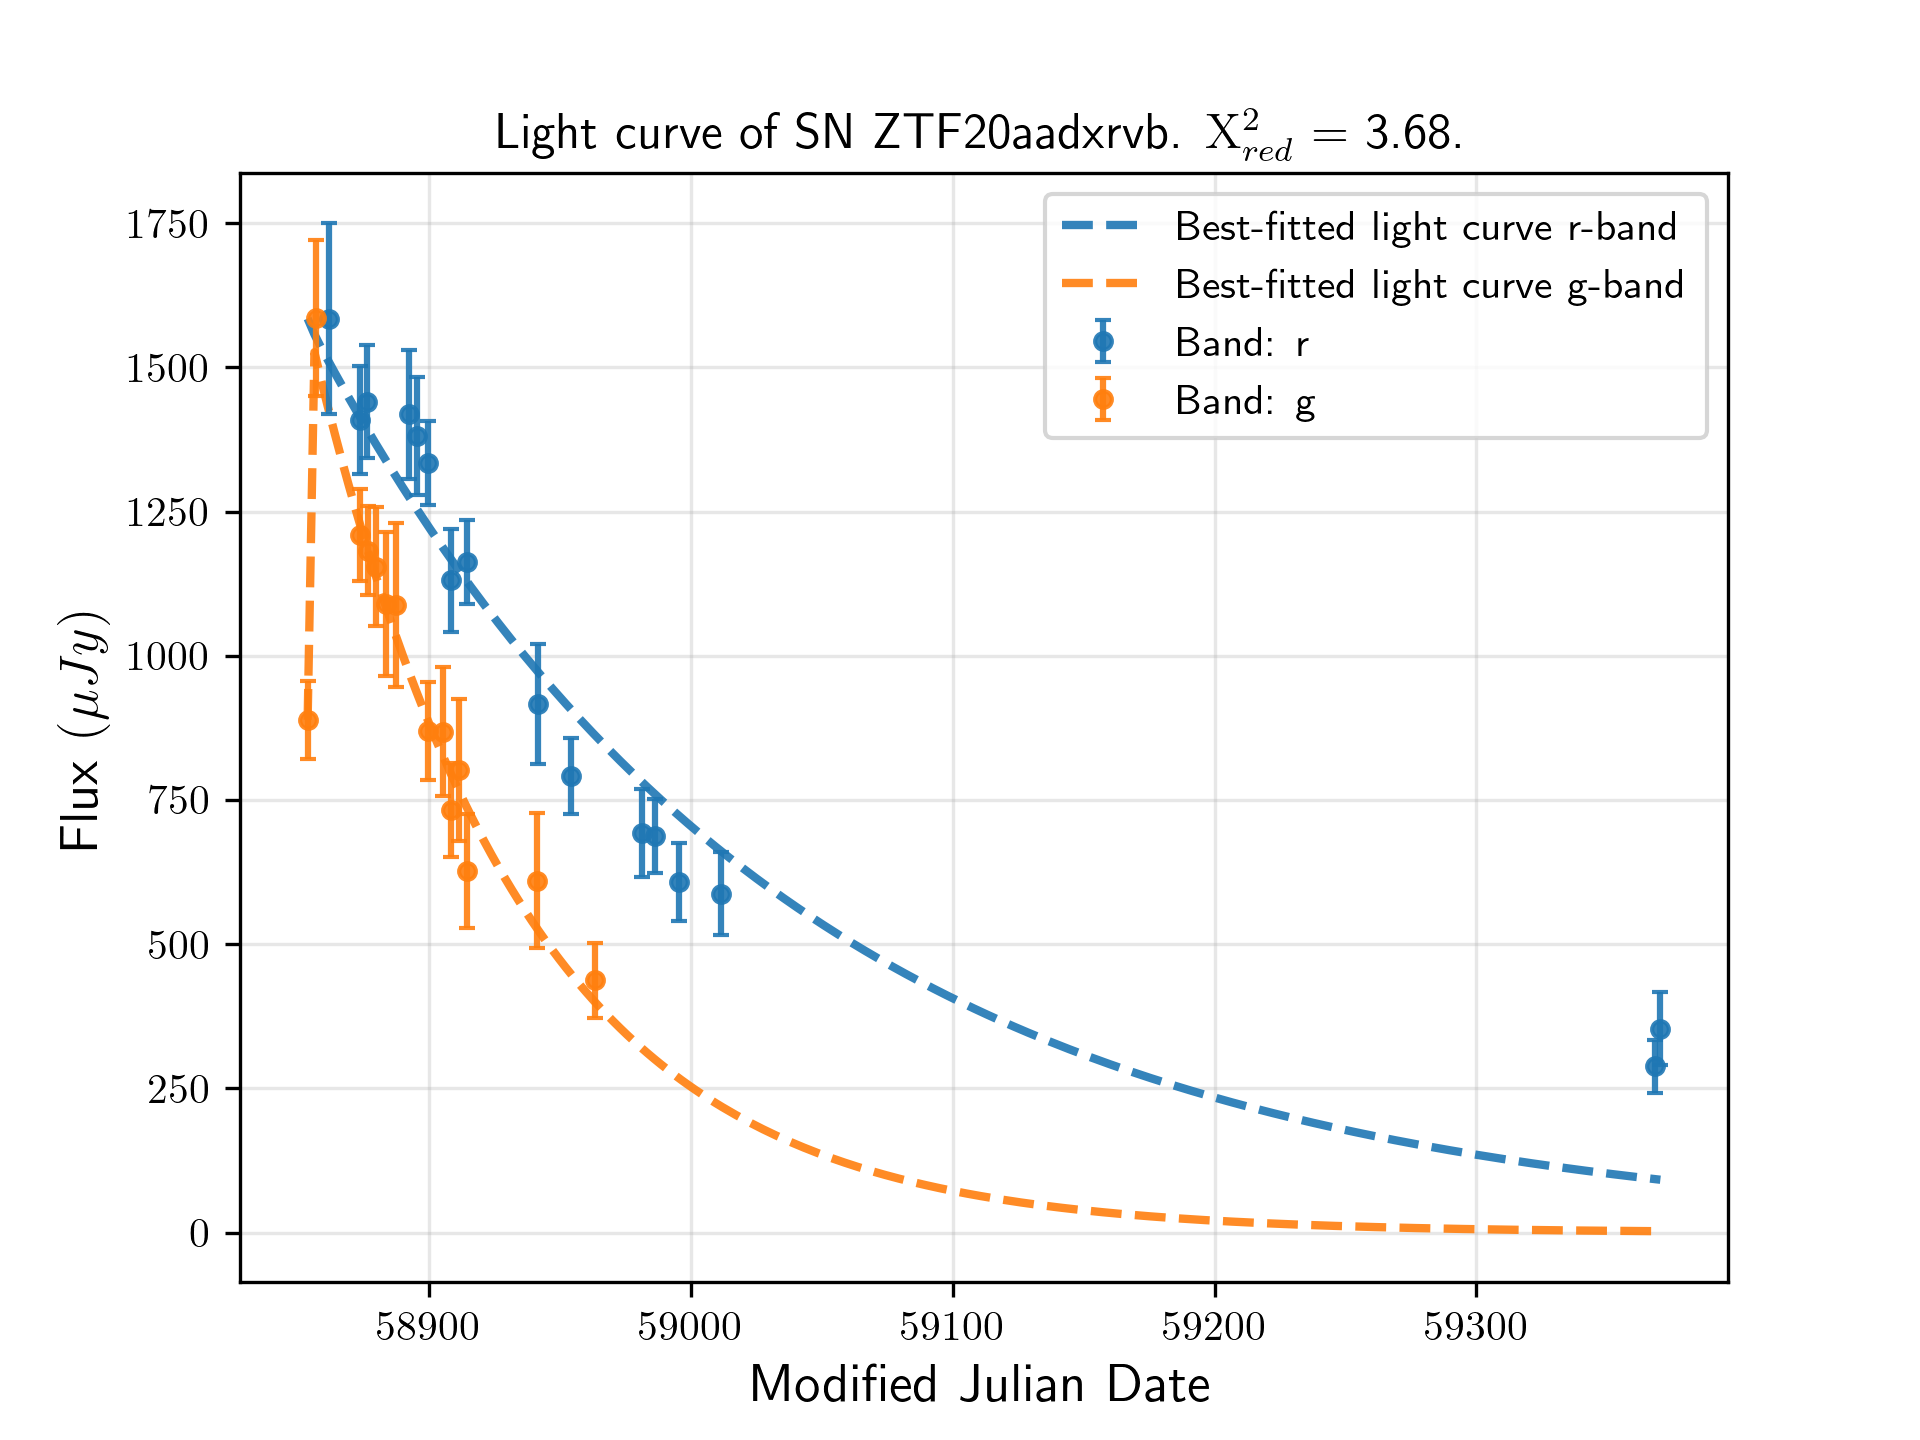 Light curve of SN ZTF20aadxrvb. X²_red = 3.68.
Best-fitted light curve r-band
Best-fitted light curve g-band
Band: r
Band: g
1750
1500
1250
1000
750
500
250
0
Flux (μJy)
58900 59000 59100 59200 59300
Modified Julian Date